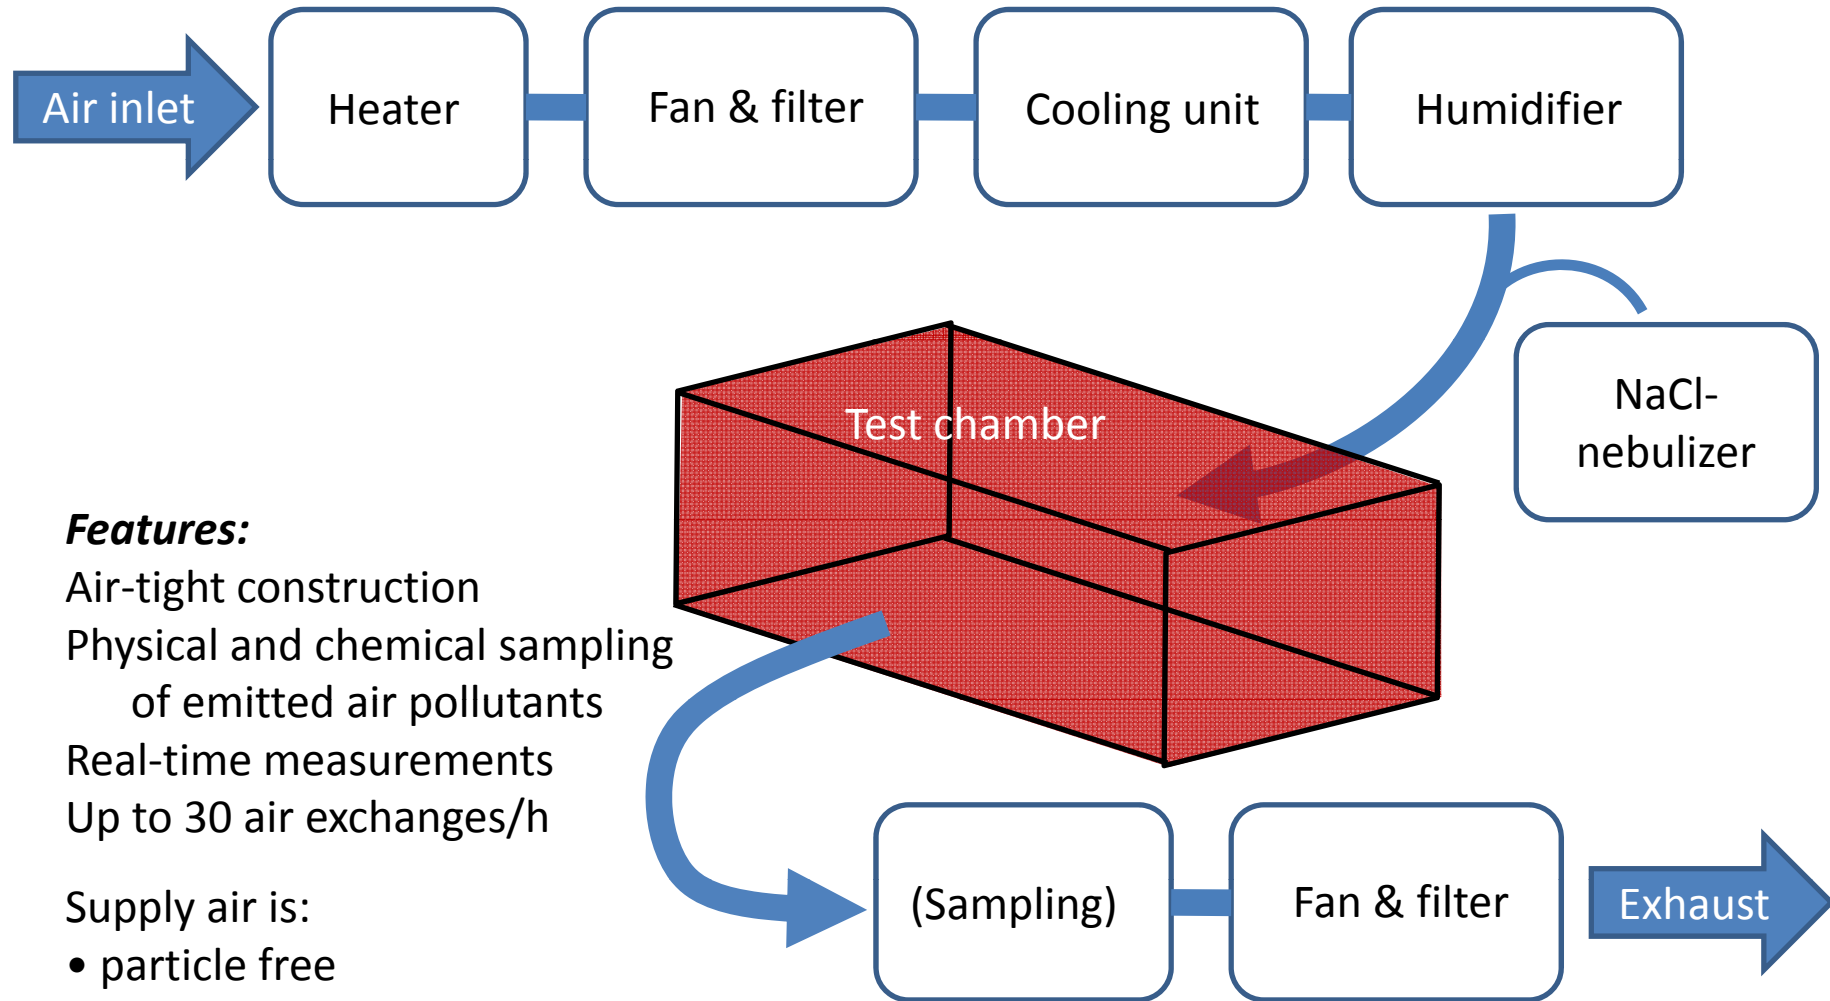 Air inlet
Heater
Fan & filter
Cooling unit
Humidifier
NaCl-
nebulizer
Test chamber
Features:
Air-tight construction
Physical and chemical sampling
of emitted air pollutants
Real-time measurements
Up to 30 air exchanges/h
Supply air is:
• particle free
(Sampling)
Fan & filter
Exhaust